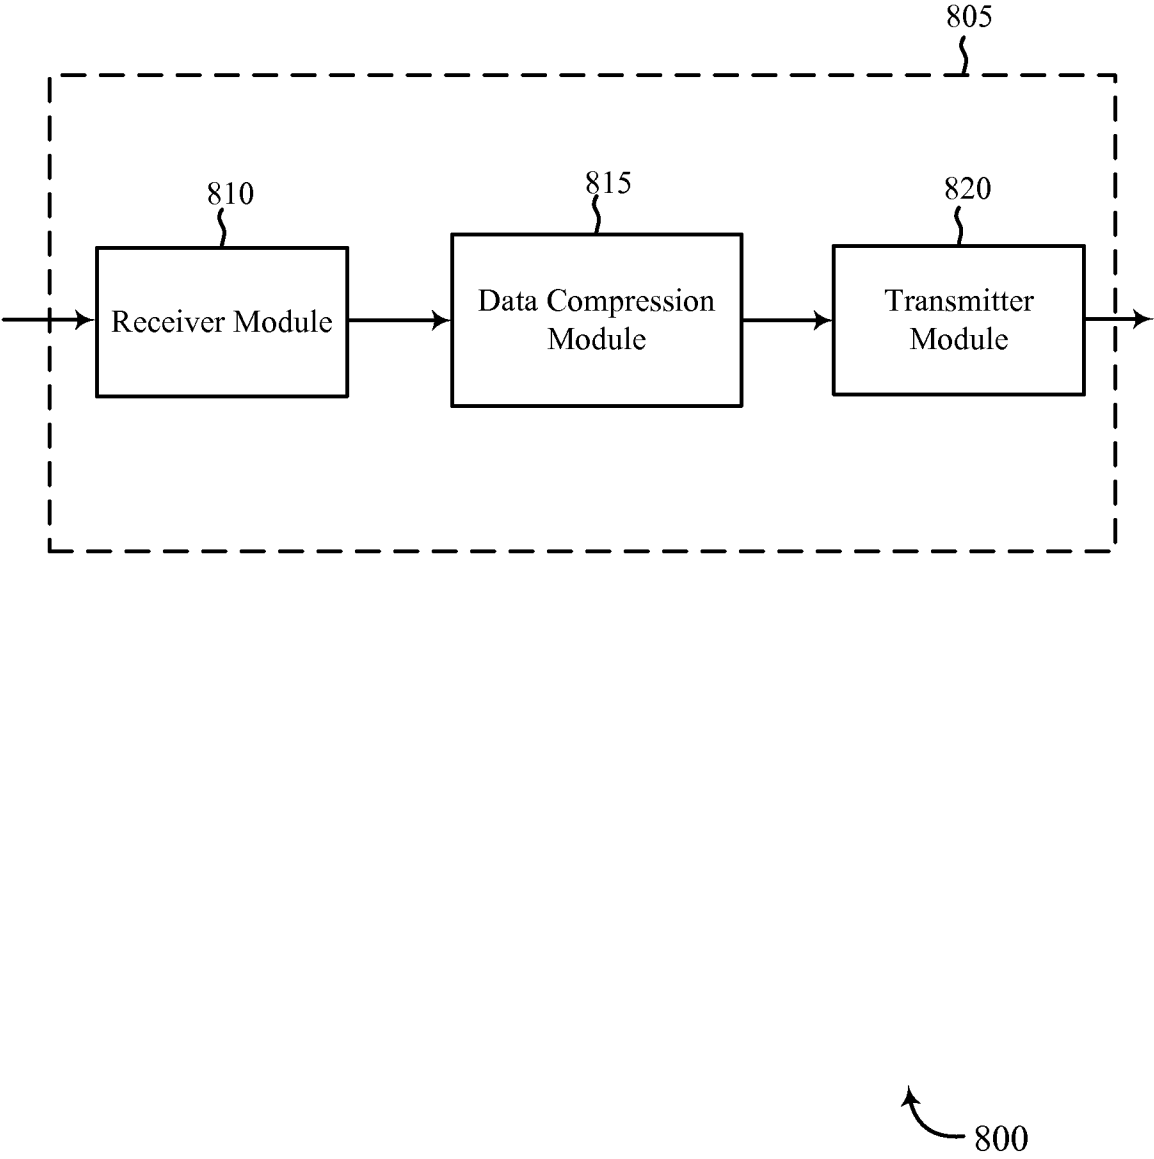 805
810
815
820
Receiver Module
Data Compression
Module
Transmitter
Module
800